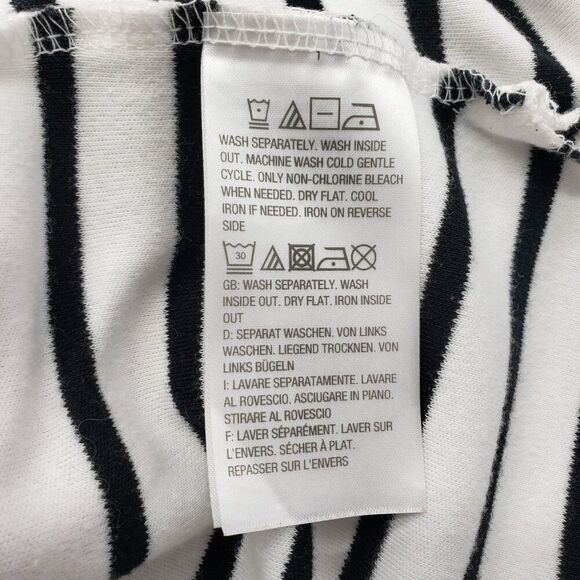 WASH SEPARATELY. WASH INSIDE
OUT. MACHINE WASH COLD GENTLE
CYCLE. ONLY NON-CHLORINE BLEACH
WHEN NEEDED. DRY FLAT. COOL
IRON IF NEEDED. IRON ON REVERSE
SIDE
30
GB: WASH SEPARATELY. WASH
INSIDE OUT. DRY FLAT. IRON INSIDE
OUT
D: SEPARAT WASCHEN. VON LINKS
WASCHEN. LIEGEND TROCKNEN. VON
LINKS BÜGELN
I: LAVARE SEPARATAMENTE. LAVARE
AL ROVESCIO. ASCIUGARE IN PIANO.
STIRARE AL ROVESCIO
F: LAVER SÉPARÉMENT. LAVER SUR
L'ENVERS. SÉCHER À PLAT.
REPASSER SUR L'ENVERS